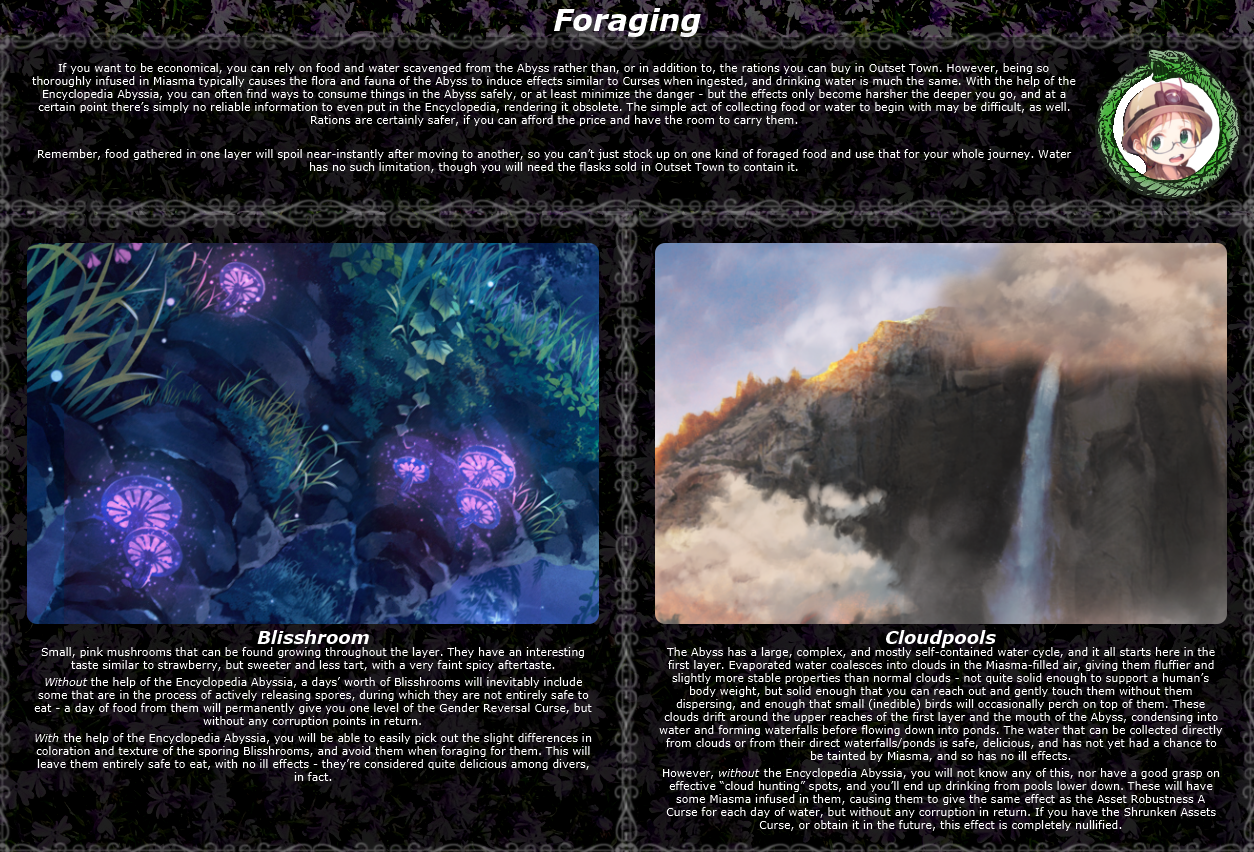 Foraging
If you want to be economical, you can rely on food and water scavenged from the Abyss rather than, or in addition to, the rations you can buy in Outset Town. However, being so
thoroughly infused in Miasma typically causes the flora and fauna of the Abyss to induce effects similar to Curses when ingested, and drinking water is much the same. With the help of the
Encyclopedia Abyssia, you can often find ways to consume things in the Abyss safely, or at least minimize the danger - but the effects only become harsher the deeper you go, and at a
certain point there's simply no reliable information to even put in the Encyclopedia, rendering it obsolete. The simple act of collecting food or water to begin with may be difficult, as well.
Rations are certainly safer, if you can afford the price and have the room to carry them.
Remember, food gathered in one layer will spoil near-instantly after moving to another, so you can't just stock up on one kind of foraged food and use that for your whole journey. Water
has no such limitation, though you will need the flasks sold in Outset Town to contain it.
Blisshroom
Small, pink mushrooms that can be found growing throughout the layer. They have an interesting
taste similar to strawberry, but sweeter and less tart, with a very faint spicy aftertaste.
Without the help of the Encyclopedia Abyssia, a days' worth of Blisshrooms will inevitably include
some that are in the process of actively releasing spores, during which they are not entirely safe to
eat - a day of food from them will permanently give you one level of the Gender Reversal Curse, but
without any corruption points in return.
With the help of the Encyclopedia Abyssia, you will be able to easily pick out the slight differences in
coloration and texture of the sporing Blisshrooms, and avoid them when foraging for them. This will
leave them entirely safe to eat, with no ill effects - they're considered quite delicious among divers,
in fact.
Cloudpools
The Abyss has a large, complex, and mostly self-contained water cycle, and it all starts here in the
first layer. Evaporated water coalesces into clouds in the Miasma-filled air, giving them fluffier and
slightly more stable properties than normal clouds - not quite solid enough to support a human's
body weight, but solid enough that you can reach out and gently touch them without them
dispersing, and enough that small (inedible) birds will occasionally perch on top of them. These
clouds drift around the upper reaches of the first layer and the mouth of the Abyss, condensing into
water and forming waterfalls before flowing down into ponds. The water that can be collected directly
from clouds or from their direct waterfalls/ponds is safe, delicious, and has not yet had a chance to
be tainted by Miasma, and so has no ill effects.
However, without the Encyclopedia Abyssia, you will not know any of this, nor have a good grasp on
effective "cloud hunting" spots, and you'll end up drinking from pools lower down. These will have
some Miasma infused in them, causing them to give the same effect as the Asset Robustness A
Curse for each day of water, but without any corruption in return. If you have the Shrunken Assets
Curse, or obtain it in the future, this effect is completely nullified.